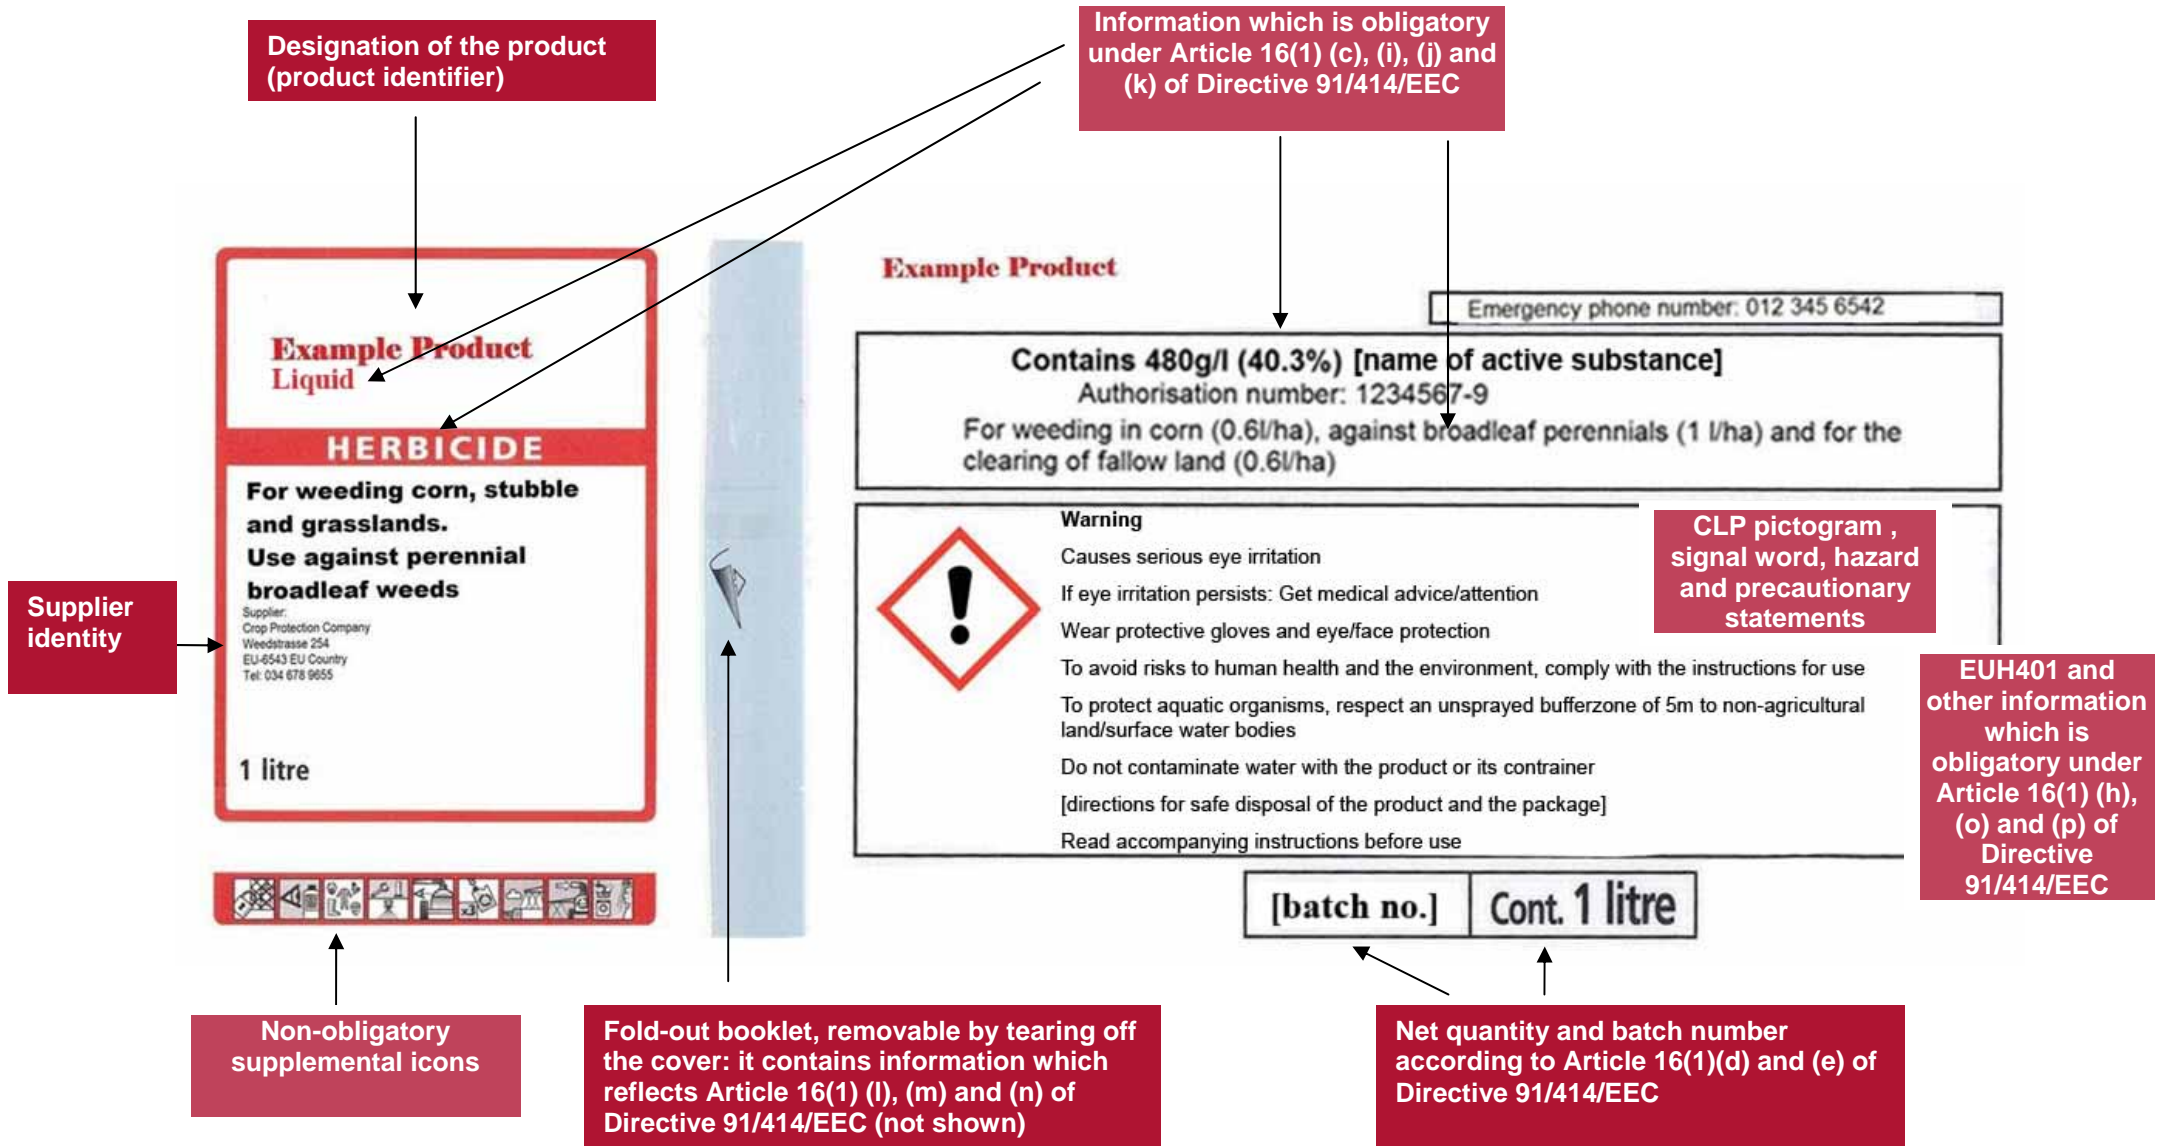 Designation of the product
(product identifier)
Information which is obligatory
under Article 16(1) (c), (i), (j) and
(k) of Directive 91/414/EEC
Example Product
Liquid
HERBICIDE
For weeding corn, stubble
and grasslands.
Use against perennial
broadleaf weeds
Supplier:
Crop Protection Company
Weedstrasse 254
EU-6543 EU Country
Tel: 034 678 9655
1 litre
Supplier
identity
Example Product
Emergency phone number: 012 345 6542
Contains 480g/l (40.3%) [name of active substance]
Authorisation number: 1234567-9
For weeding in corn (0.6l/ha), against broadleaf perennials (1 l/ha) and for the
clearing of fallow land (0.6l/ha)
Warning
Causes serious eye irritation
If eye irritation persists: Get medical advice/attention
Wear protective gloves and eye/face protection
To avoid risks to human health and the environment, comply with the instructions for use
To protect aquatic organisms, respect an unsprayed bufferzone of 5m to non-agricultural
land/surface water bodies
Do not contaminate water with the product or its contrainer
[directions for safe disposal of the product and the package]
Read accompanying instructions before use
CLP pictogram ,
signal word, hazard
and precautionary
statements
EUH401 and
other information
which is
obligatory under
Article 16(1) (h),
(o) and (p) of
Directive
91/414/EEC
[batch no.]
Cont. 1 litre
Non-obligatory
supplemental icons
Fold-out booklet, removable by tearing off
the cover: it contains information which
reflects Article 16(1) (l), (m) and (n) of
Directive 91/414/EEC (not shown)
Net quantity and batch number
according to Article 16(1)(d) and (e) of
Directive 91/414/EEC